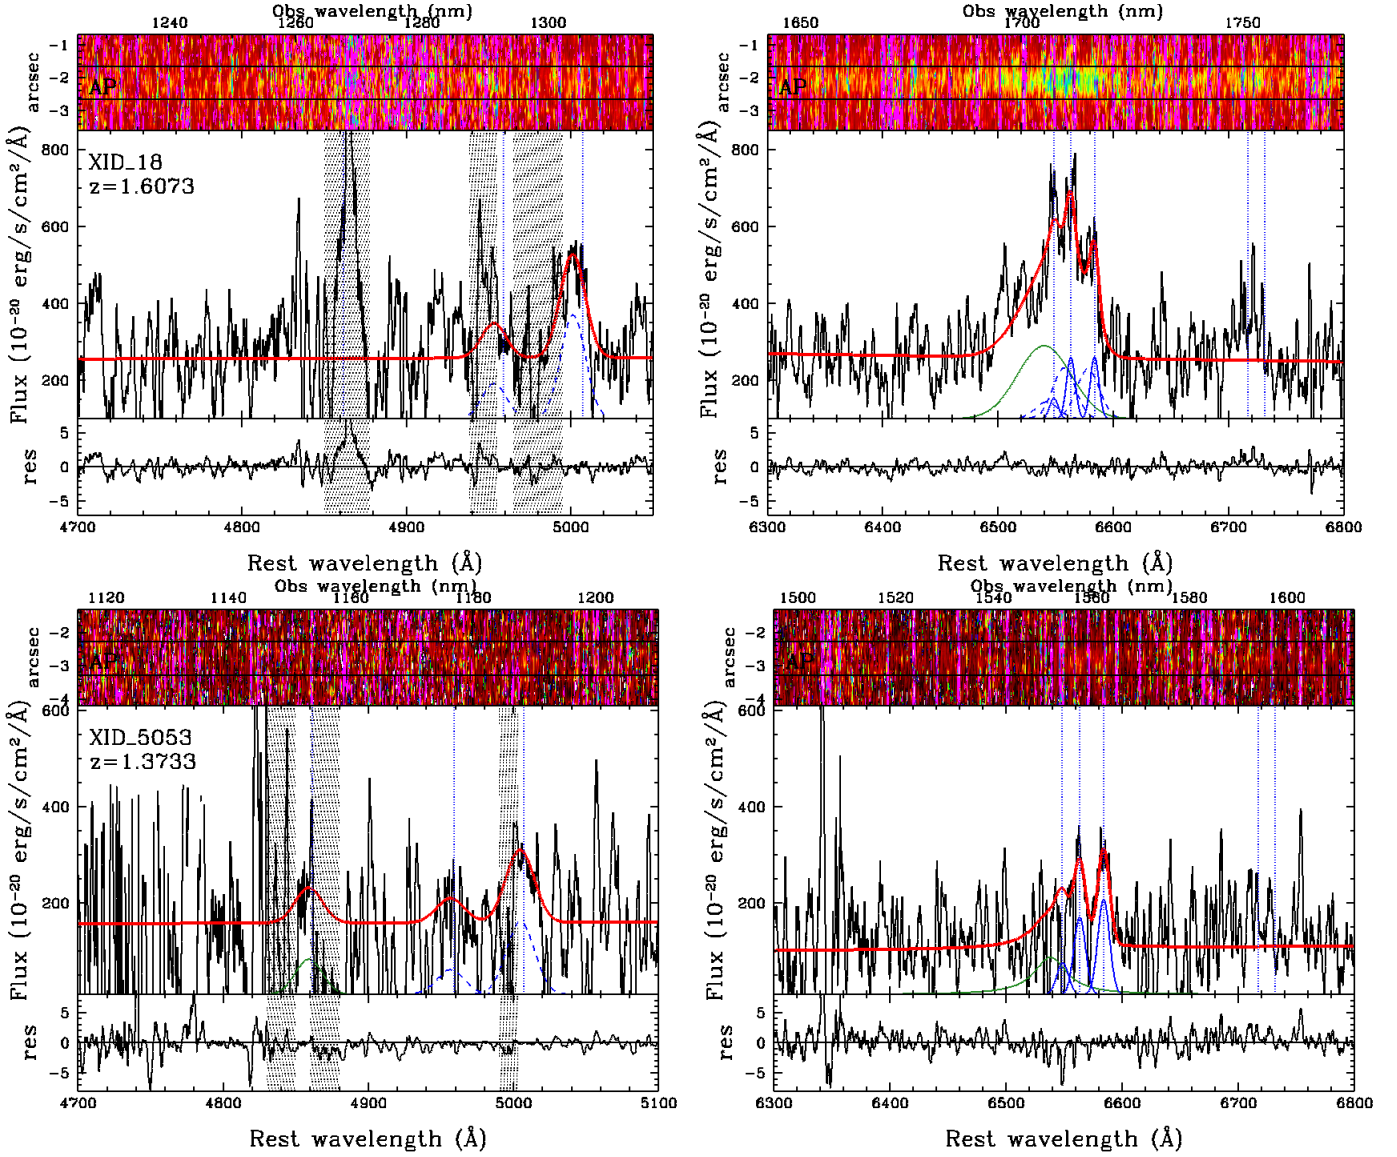 Obs wavelength (nm)
1240 1260 1280 1300
arcsec
-1
-2
-3
AP
Flux (10⁻²⁰ erg/s/cm²/Å)
800
600
400
200
XID_18
z=1.6073
res
5
0
-5
4700 4800 4900 5000
Rest wavelength (Å)
Obs wavelength (nm)
1650 1700 1750
arcsec
-1
-2
-3
AP
Flux (10⁻²⁰ erg/s/cm²/Å)
800
600
400
200
res
5
0
-5
6300 6400 6500 6600 6700 6800
Rest wavelength (Å)
Obs wavelength (nm)
1120 1140 1160 1180 1200
arcsec
-2
-3
-4
AP
Flux (10⁻²⁰ erg/s/cm²/Å)
600
400
200
XID_5053
z=1.3733
res
5
0
-5
4700 4800 4900 5000 5100
Rest wavelength (Å)
Obs wavelength (nm)
1500 1520 1540 1560 1580 1600
arcsec
-2
-3
-4
AP
Flux (10⁻²⁰ erg/s/cm²/Å)
600
400
200
res
5
0
-5
6300 6400 6500 6600 6700 6800
Rest wavelength (Å)